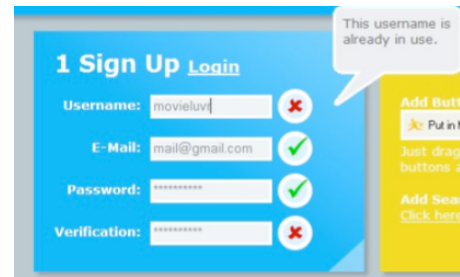 This username is
already in use.
1 Sign Up Login
Username: movieluvr
E-Mail: mail@gmail.com
Password: **********
Verification: **********
Add Butt
Put in
Just drag
buttons a
Add Sea
Click here